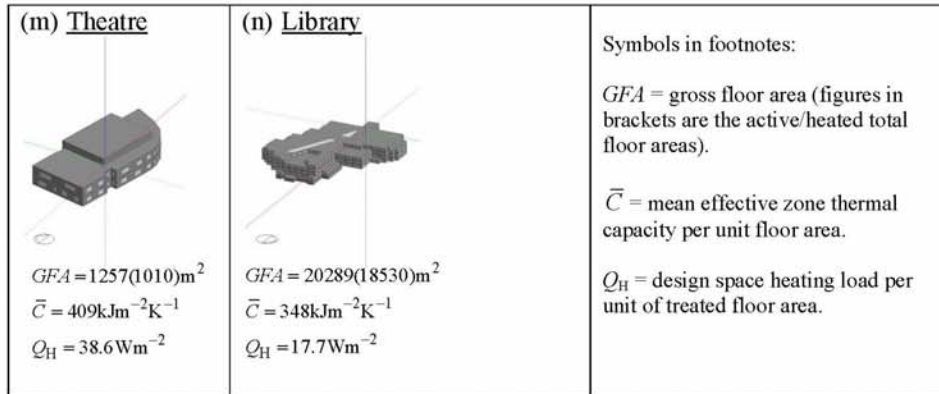 (m) Theatre
GFA = 1257(1010)m²
C̅ = 409kJm⁻²K⁻¹
Q_H = 38.6Wm⁻²
(n) Library
GFA = 20289(18530)m²
C̅ = 348kJm⁻²K⁻¹
Q_H = 17.7Wm⁻²
Symbols in footnotes:
GFA = gross floor area (figures in
brackets are the active/heated total
floor areas).
C̅ = mean effective zone thermal
capacity per unit floor area.
Q_H = design space heating load per
unit of treated floor area.